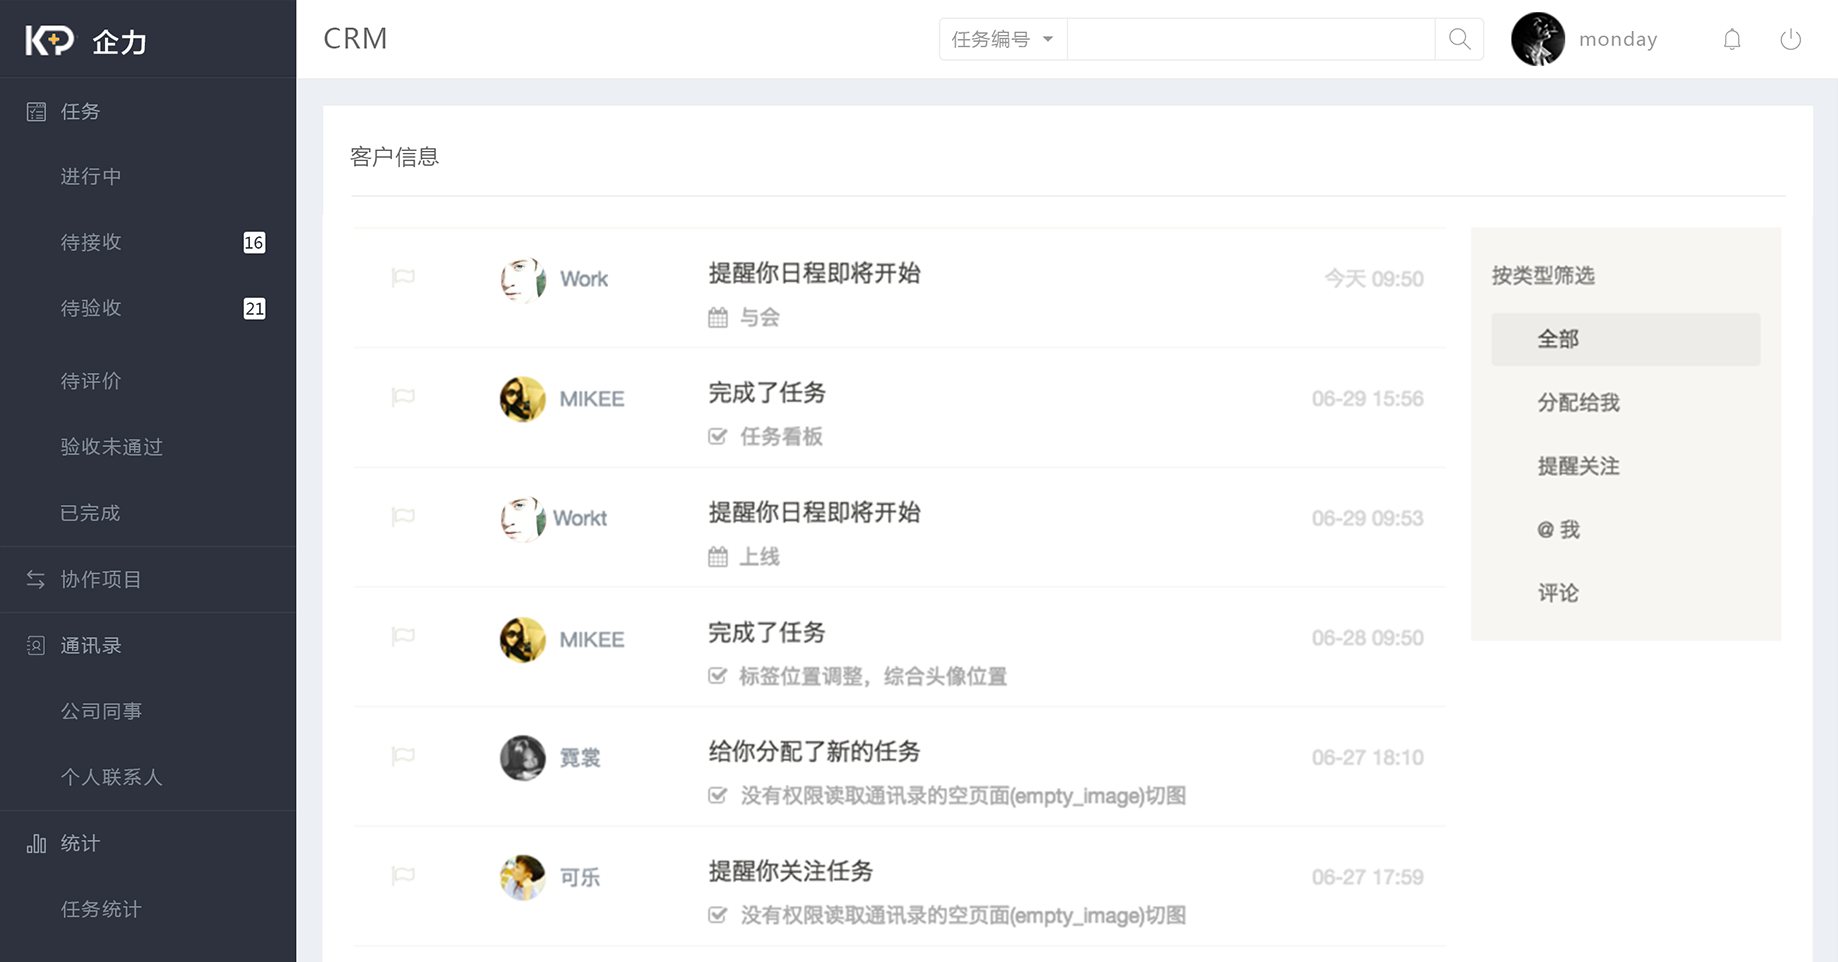 KP 企力
CRM
任务编号
monday
任务
进行中
待接收 16
待验收 21
待评价
验收未通过
已完成
协作项目
通讯录
公司同事
个人联系人
统计
任务统计
客户信息
Work 提醒你日程即将开始 今天 09:50
与会
MIKEE 完成了任务 06-29 15:56
任务看板
Workt 提醒你日程即将开始 06-29 09:53
上线
MIKEE 完成了任务 06-28 09:50
标签位置调整，综合头像位置
霓裳 给你分配了新的任务 06-27 18:10
没有权限读取通讯录的空页面(empty_image)切图
可乐 提醒你关注任务 06-27 17:59
没有权限读取通讯录的空页面(empty_image)切图
按类型筛选
全部
分配给我
提醒关注
@ 我
评论